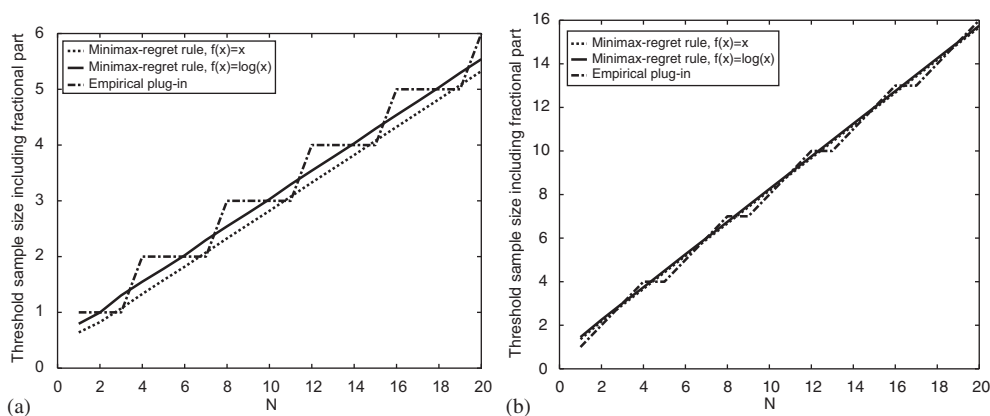 Threshold sample size including fractional part
6
5
4
3
2
1
0
Minimax-regret rule, f(x)=x
Minimax-regret rule, f(x)=log(x)
Empirical plug-in
0 2 4 6 8 10 12 14 16 18 20
N
(a)
Threshold sample size including fractional part
16
14
12
10
8
6
4
2
0
Minimax-regret rule, f(x)=x
Minimax-regret rule, f(x)=log(x)
Empirical plug-in
0 2 4 6 8 10 12 14 16 18 20
N
(b)